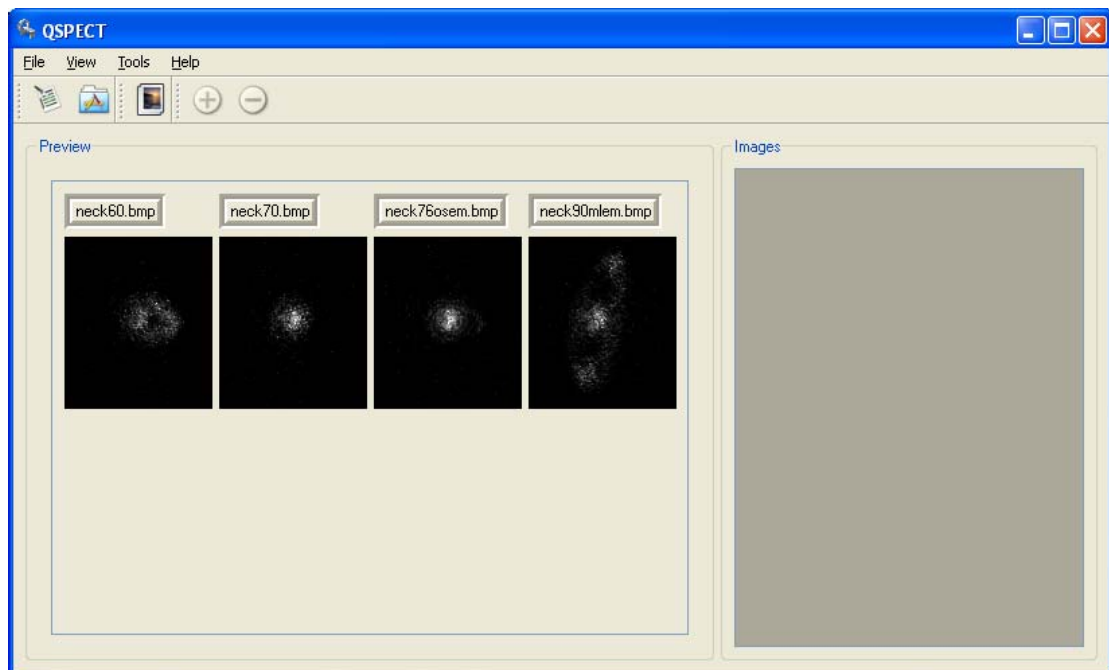 QSPECT
File View Tools Help
Preview
Images
neck60.bmp neck70.bmp neck76osem.bmp neck90mlem.bmp